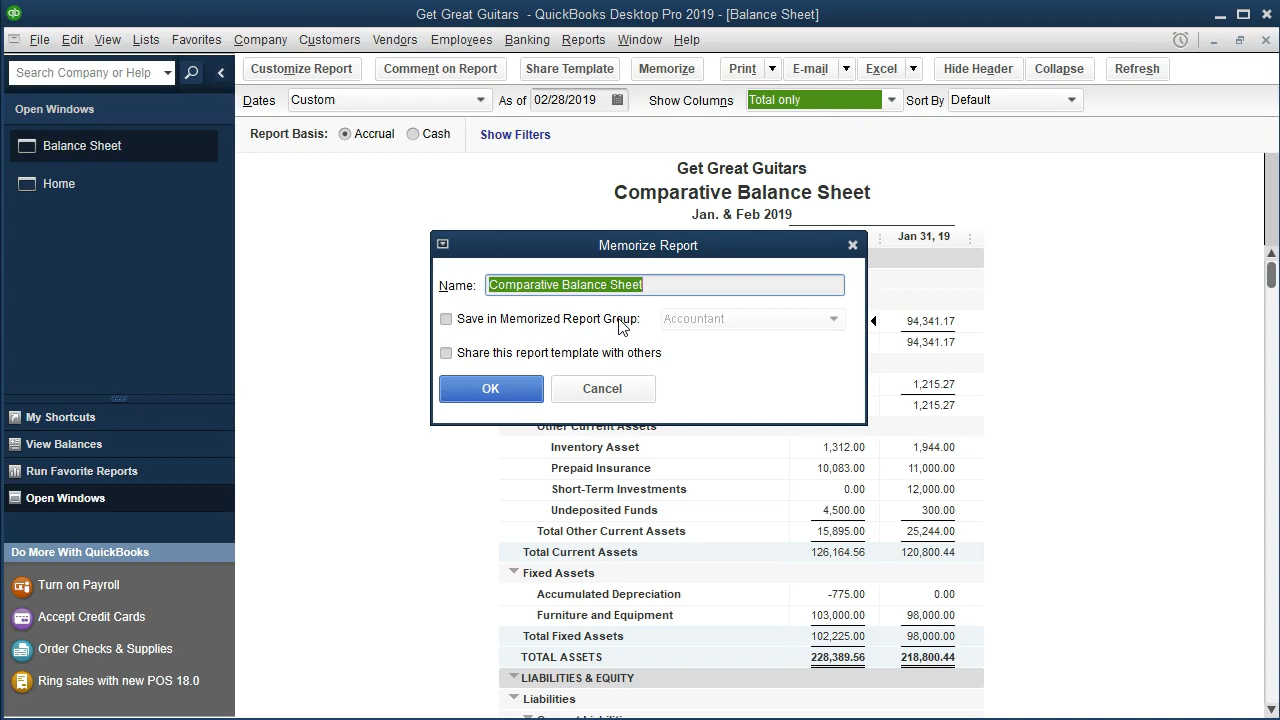 Get Great Guitars - QuickBooks Desktop Pro 2019 - [Balance Sheet]
File Edit View Lists Favorites Company Customers Vendors Employees Banking Reports Window Help
Search Company or Help
Customize Report Comment on Report Share Template Memorize Print E-mail Excel Hide Header Collapse Refresh
Open Windows
Dates Custom As of 02/28/2019 Show Columns Total only Sort By Default
Report Basis: Accrual Cash Show Filters
Balance Sheet
Home
Get Great Guitars
Comparative Balance Sheet
Jan. & Feb 2019
Jan 31, 19
Memorize Report
Name: Comparative Balance Sheet
Save in Memorized Report Group: Accountant
Share this report template with others
OK Cancel
94,341.17
94,341.17
1,215.27
1,215.27
Other Current Assets
Inventory Asset 1,312.00 1,944.00
Prepaid Insurance 10,083.00 11,000.00
Short-Term Investments 0.00 12,000.00
Undeposited Funds 4,500.00 300.00
Total Other Current Assets 15,895.00 25,244.00
Total Current Assets 126,164.56 120,800.44
Fixed Assets
Accumulated Depreciation -775.00 0.00
Furniture and Equipment 103,000.00 98,000.00
Total Fixed Assets 102,225.00 98,000.00
TOTAL ASSETS 228,389.56 218,800.44
LIABILITIES & EQUITY
Liabilities
My Shortcuts
View Balances
Run Favorite Reports
Open Windows
Do More With QuickBooks
Turn on Payroll
Accept Credit Cards
Order Checks & Supplies
Ring sales with new POS 18.0